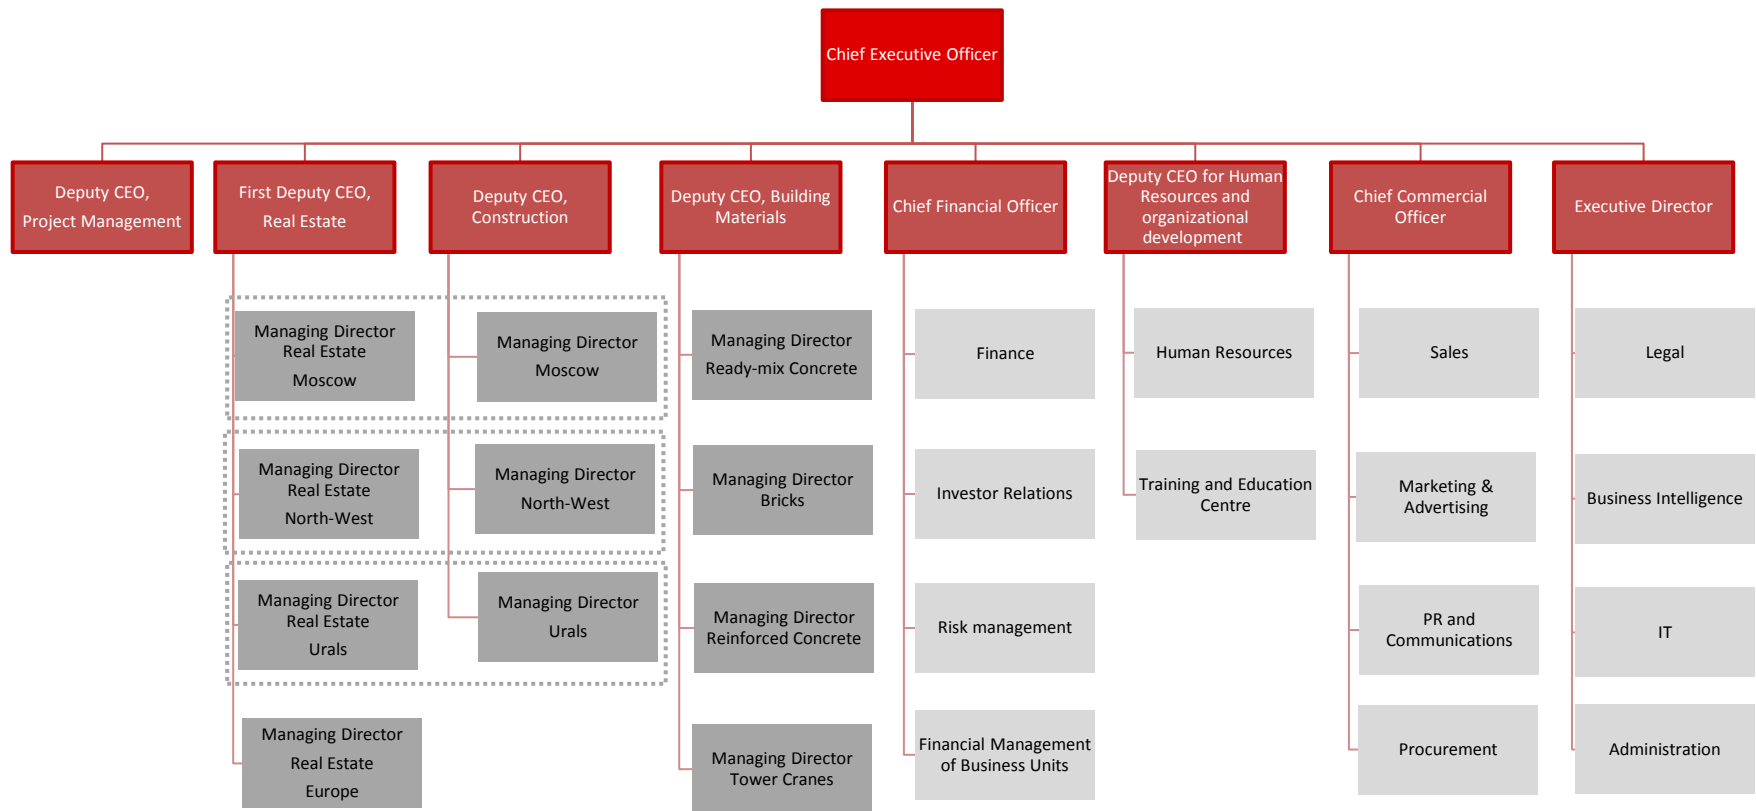 Chief Executive Officer
Deputy CEO,
Project Management
First Deputy CEO,
Real Estate
Deputy CEO,
Construction
Deputy CEO, Building
Materials
Chief Financial Officer
Deputy CEO for Human
Resources and
organizational
development
Chief Commercial
Officer
Executive Director
Managing Director
Real Estate
Moscow
Managing Director
Moscow
Managing Director
Ready-mix Concrete
Finance
Human Resources
Sales
Legal
Managing Director
Real Estate
North-West
Managing Director
North-West
Managing Director
Bricks
Investor Relations
Training and Education
Centre
Marketing &
Advertising
Business Intelligence
Managing Director
Real Estate
Urals
Managing Director
Urals
Managing Director
Reinforced Concrete
Risk management
PR and
Communications
IT
Managing Director
Real Estate
Europe
Managing Director
Tower Cranes
Financial Management
of Business Units
Procurement
Administration